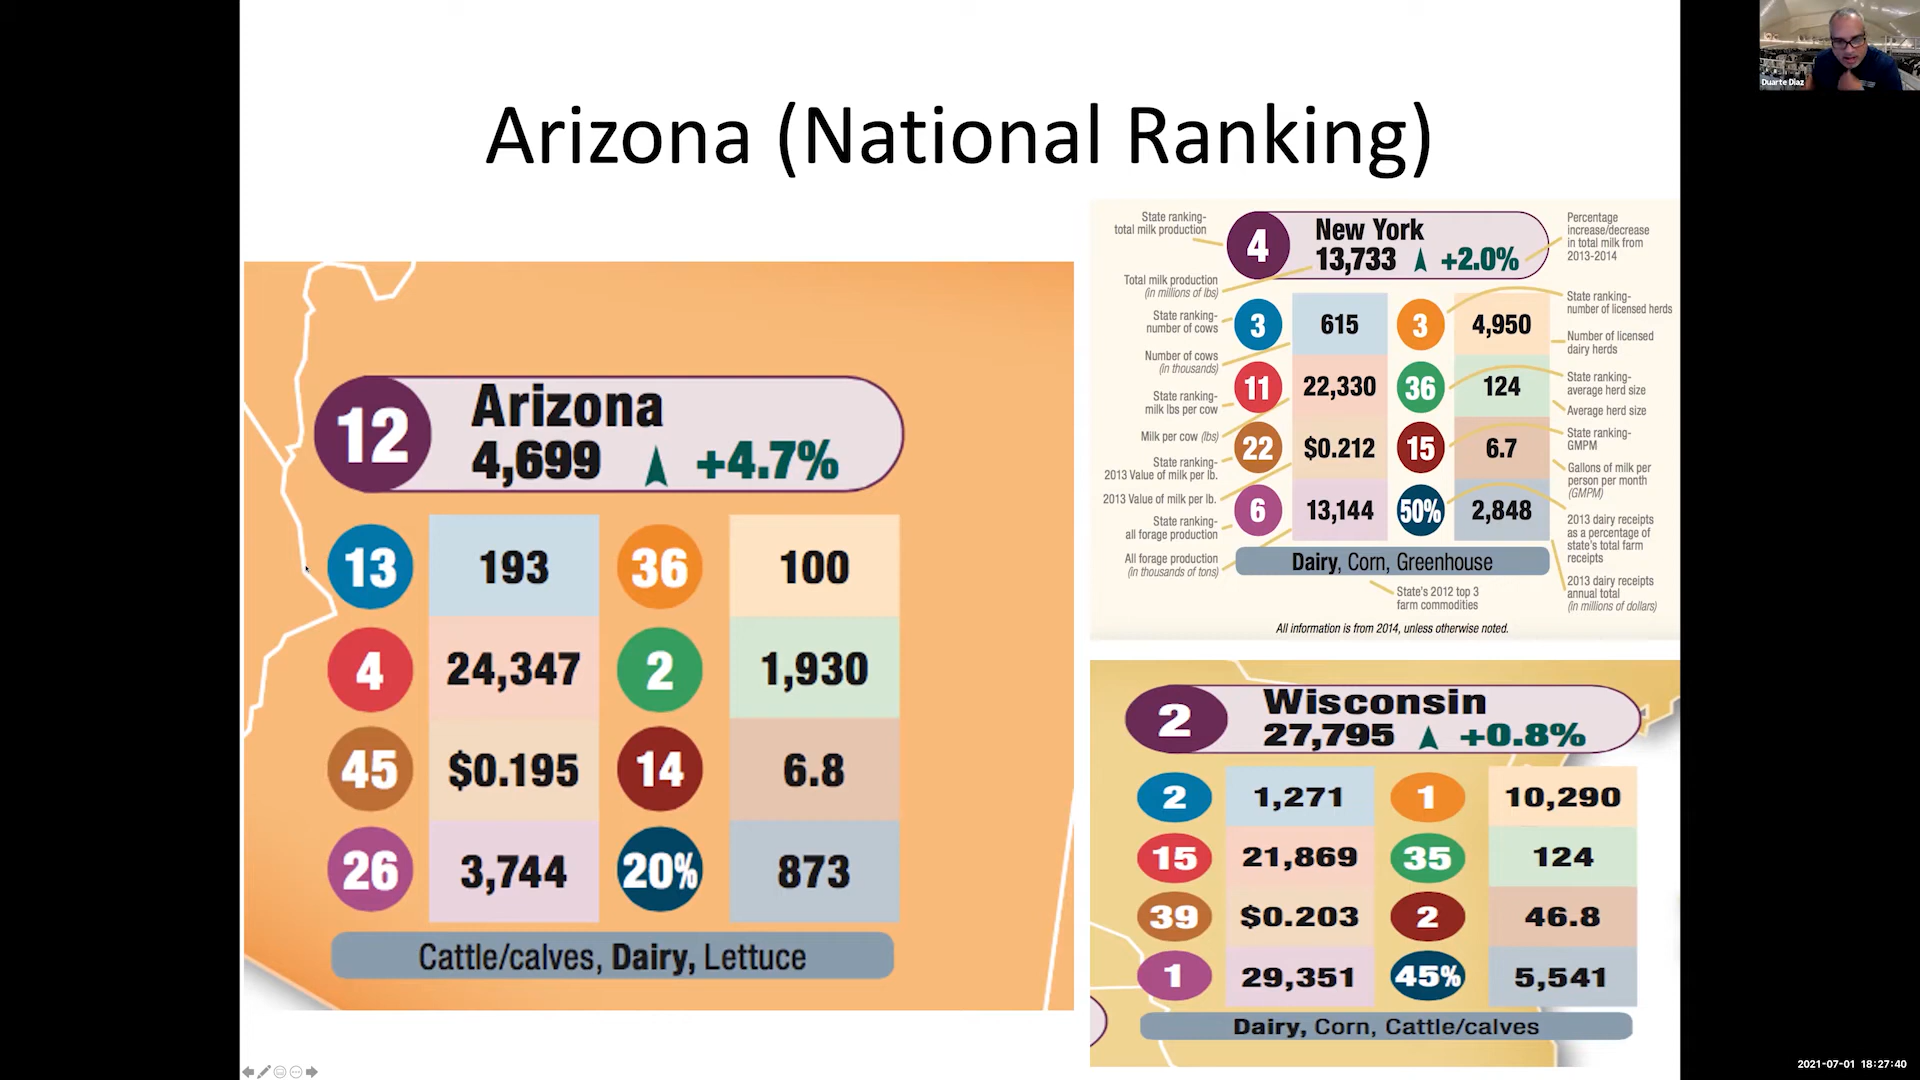 Duarte Diaz
Arizona (National Ranking)
12
Arizona
4,699 +4.7%
13 193 36 100
4 24,347 2 1,930
45 $0.195 14 6.8
26 3,744 20% 873
Cattle/calves, Dairy, Lettuce
State ranking-
total milk production
Total milk production
(in millions of lbs)
State ranking-
number of cows
Number of cows
(in thousands)
State ranking-
milk lbs per cow
Milk per cow (lbs)
State ranking-
2013 Value of milk per lb.
2013 Value of milk per lb.
State ranking-
all forage production
All forage production
(in thousands of tons)
4
New York
13,733 +2.0%
3 615 3 4,950
11 22,330 36 124
22 $0.212 15 6.7
6 13,144 50% 2,848
Dairy, Corn, Greenhouse
State's 2012 top 3
farm commodities
Percentage
increase/decrease
in total milk from
2013-2014
State ranking-
number of licensed herds
Number of licensed
dairy herds
State ranking-
average herd size
Average herd size
State ranking-
GMPM
Gallons of milk per
person per month
(GMPM)
2013 dairy receipts
as a percentage of
state's total farm
receipts
2013 dairy receipts
annual total
(in millions of dollars)
All information is from 2014, unless otherwise noted.
2
Wisconsin
27,795 +0.8%
2 1,271 1 10,290
15 21,869 35 124
39 $0.203 2 46.8
1 29,351 45% 5,541
Dairy, Corn, Cattle/calves
2021-07-01 18:27:40